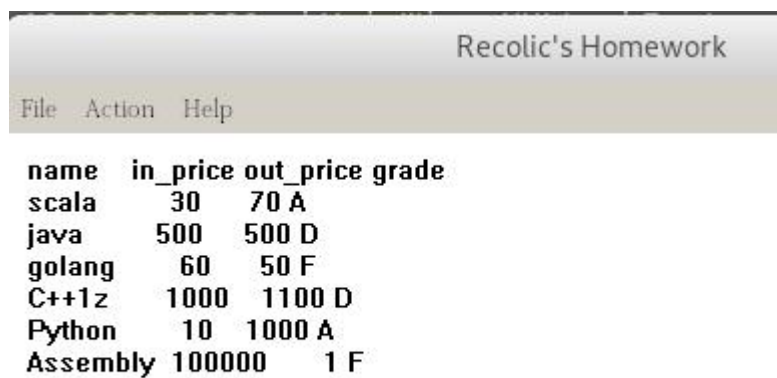 Recolic's Homework
File Action Help
name in_price out_price grade
scala 30 70 A
java 500 500 D
golang 60 50 F
C++1z 1000 1100 D
Python 10 1000 A
Assembly 100000 1 F